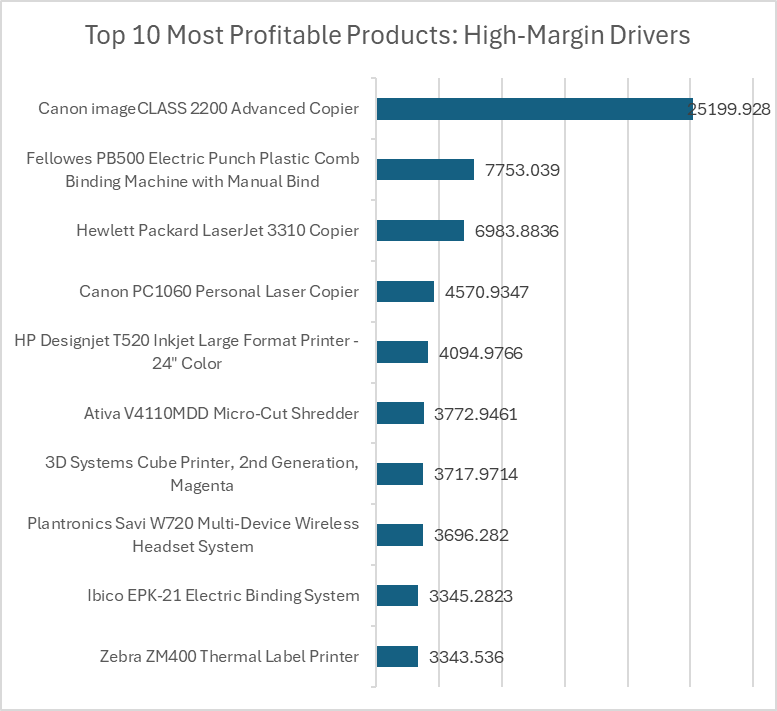 Top 10 Most Profitable Products: High-Margin Drivers
Canon imageCLASS 2200 Advanced Copier
25199.928
Fellowes PB500 Electric Punch Plastic Comb
Binding Machine with Manual Bind
7753.039
Hewlett Packard LaserJet 3310 Copier
6983.8836
Canon PC1060 Personal Laser Copier
4570.9347
HP Designjet T520 Inkjet Large Format Printer -
24" Color
4094.9766
Ativa V4110MDD Micro-Cut Shredder
3772.9461
3D Systems Cube Printer, 2nd Generation,
Magenta
3717.9714
Plantronics Savi W720 Multi-Device Wireless
Headset System
3696.282
Ibico EPK-21 Electric Binding System
3345.2823
Zebra ZM400 Thermal Label Printer
3343.536